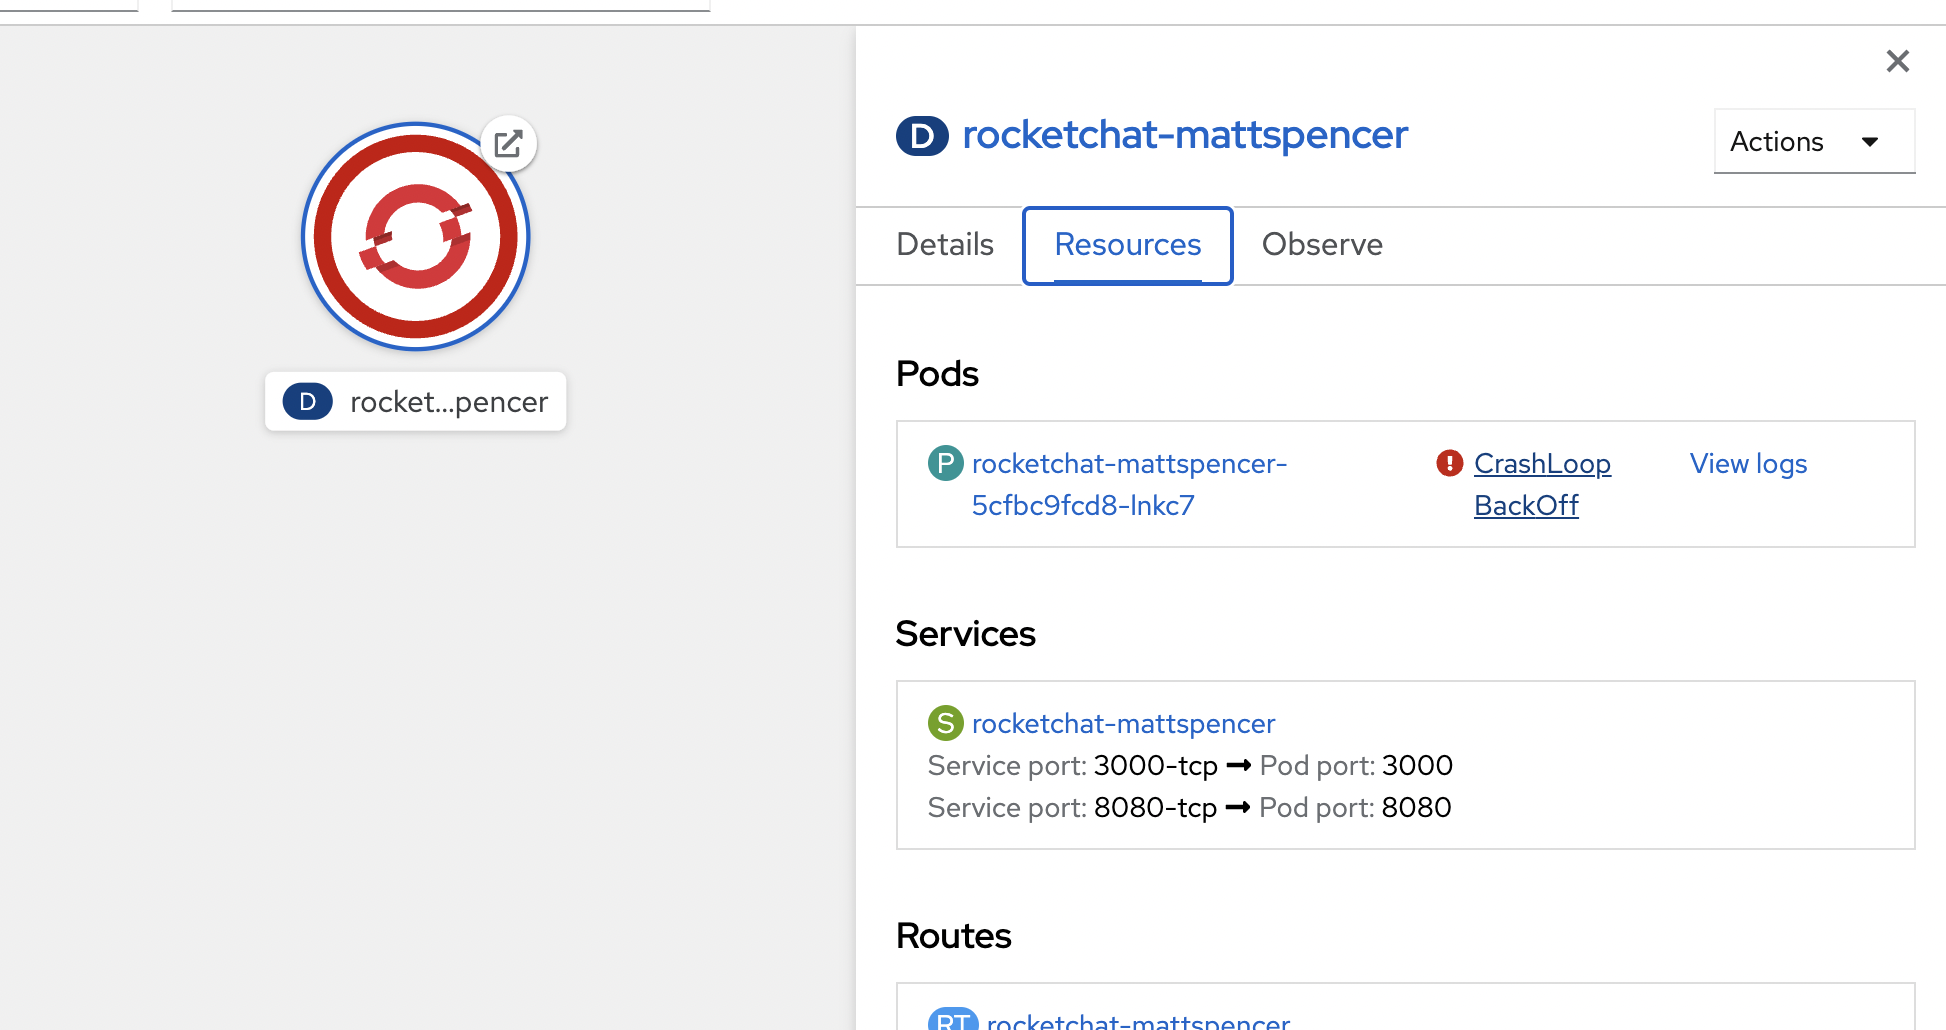 D rocket...pencer
D rocketchat-mattspencer
Actions
Details Resources Observe
Pods
P rocketchat-mattspencer-
5cfbc9fcd8-lnkc7
CrashLoop
BackOff
View logs
Services
S rocketchat-mattspencer
Service port: 3000-tcp → Pod port: 3000
Service port: 8080-tcp → Pod port: 8080
Routes
RT rocketchat-mattspencer